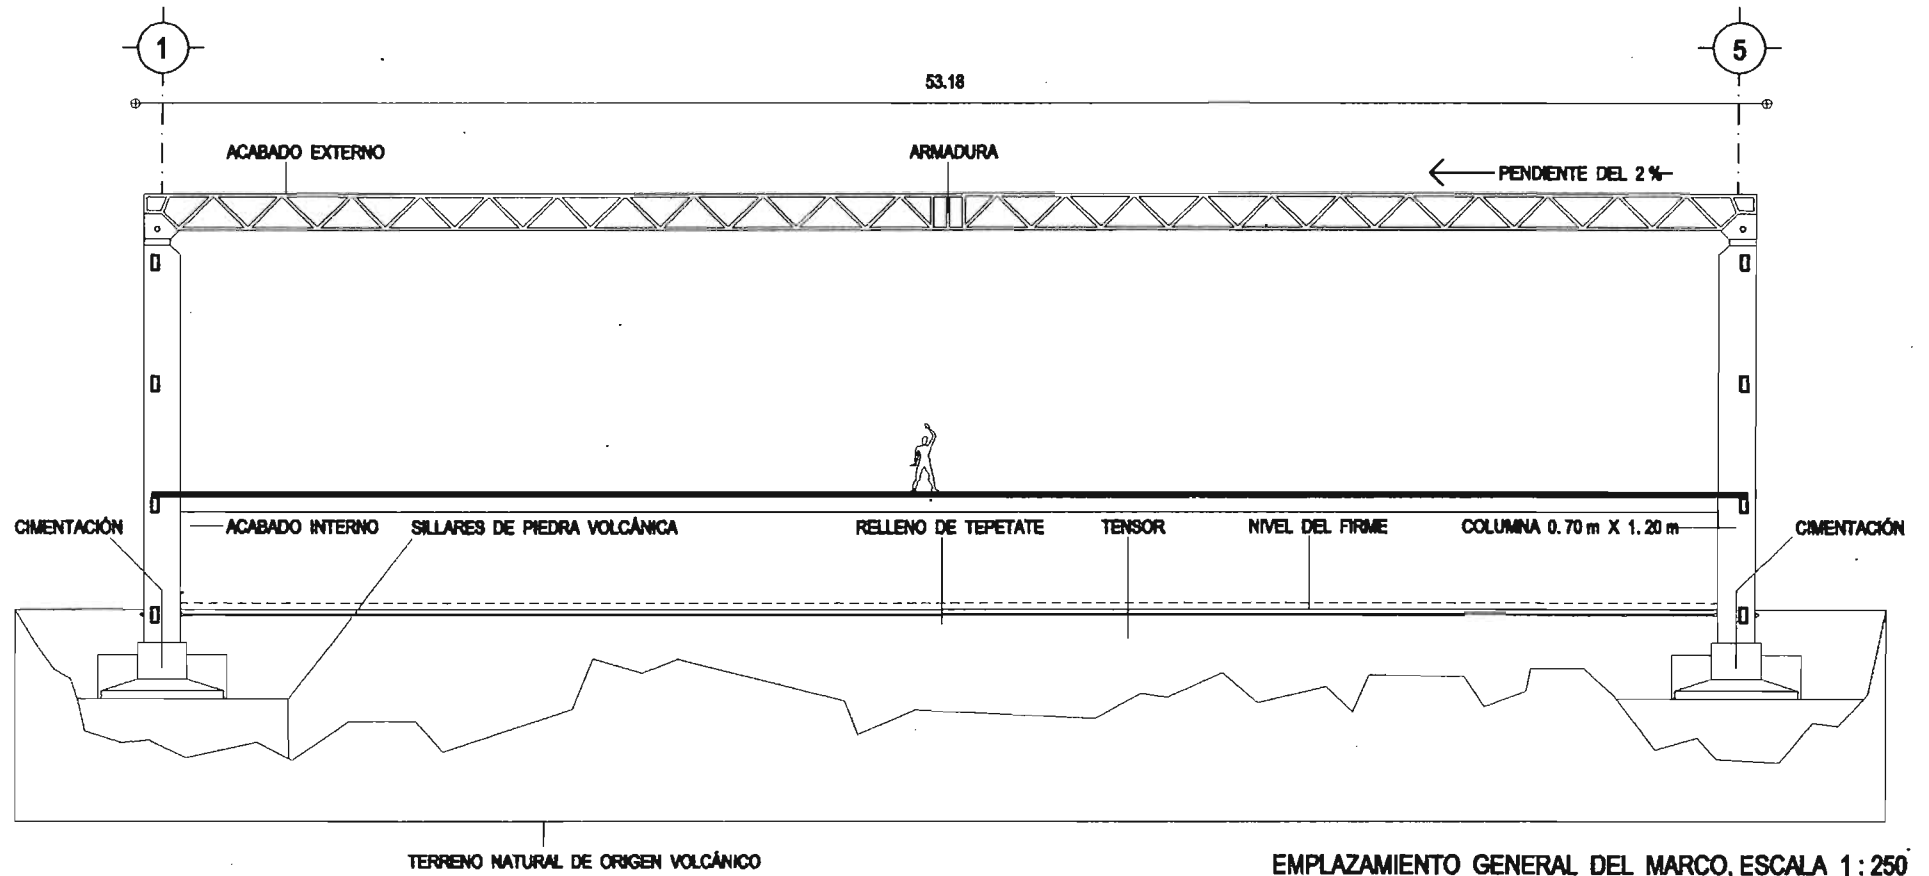 1
5
53.18
ACABADO EXTERNO
ARMADURA
PENDIENTE DEL 2 %
CIMENTACIÓN
ACABADO INTERNO
SILLARES DE PIEDRA VOLCÁNICA
RELLENO DE TEPETATE
TENSOR
NIVEL DEL FIRME
COLUMNA 0.70 m X 1.20 m
CIMENTACIÓN
TERRENO NATURAL DE ORIGEN VOLCÁNICO
EMPLAZAMIENTO GENERAL DEL MARCO, ESCALA 1 : 250